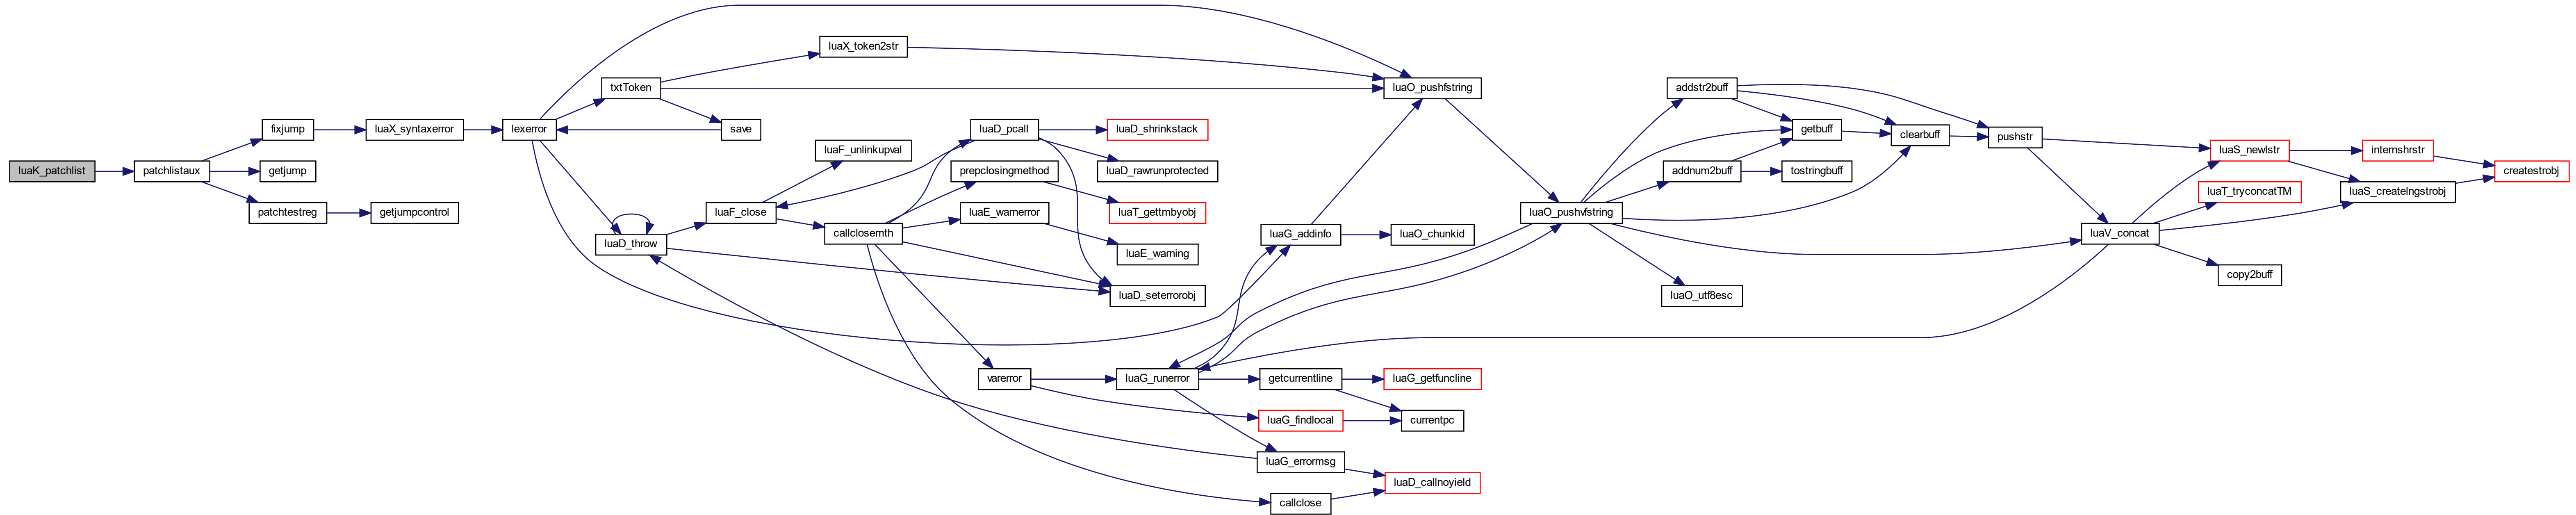 luaK_patchlist
patchlistaux
fixjump
getjump
patchtestreg
luaX_syntaxerror
getjumpcontrol
lexerror
txtToken
luaD_throw
luaX_token2str
save
luaF_close
luaF_unlinkupval
callclosemth
luaD_pcall
prepclosingmethod
luaE_warnerror
varerror
luaD_shrinkstack
luaD_rawrunprotected
luaT_gettmbyobj
luaE_warning
luaD_seterrorobj
luaG_runerror
luaG_addinfo
getcurrentline
luaG_findlocal
luaG_errormsg
callclose
luaO_pushfstring
luaO_chunkid
luaG_getfuncline
currentpc
luaD_callnoyield
luaO_pushvfstring
addstr2buff
addnum2buff
luaO_utf8esc
getbuff
tostringbuff
clearbuff
pushstr
luaV_concat
luaS_newlstr
luaT_tryconcatTM
copy2buff
internshrstr
luaS_createlngstrobj
createstrobj